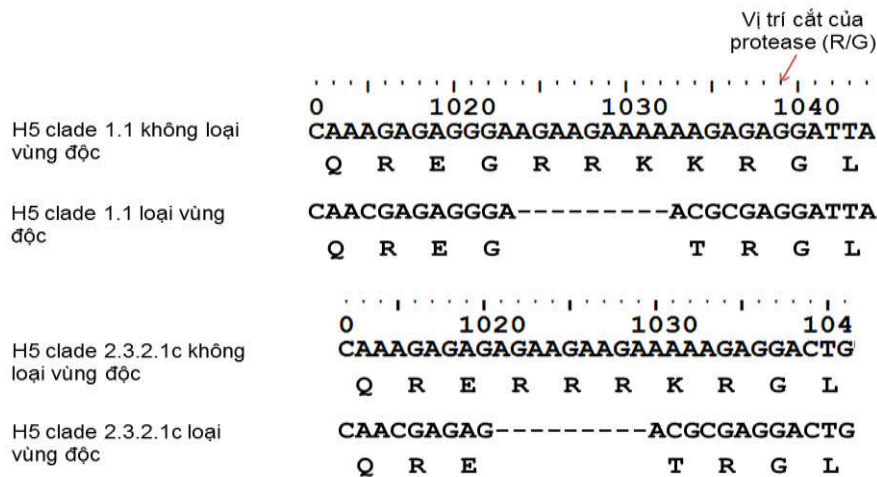 Vị trí cắt của
protease (R/G)
0 1020 1030 1040
H5 clade 1.1 không loại
vùng độc
CAAAGAGAGGGAAGAAGAAAAAAGAGAGGATTA
Q R E G R R K K R G L
H5 clade 1.1 loại vùng
độc
CAACGAGAGGGA---------ACGCGAGGATTA
Q R E G T R G L
0 1020 1030 104
H5 clade 2.3.2.1c không
loại vùng độc
CAAAGAGAGAGAAGAAGAAAAAGAGGACTG
Q R E R R R K R G L
H5 clade 2.3.2.1c loại
vùng độc
CAACGAGAG---------ACGCGAGGACTG
Q R E T R G L